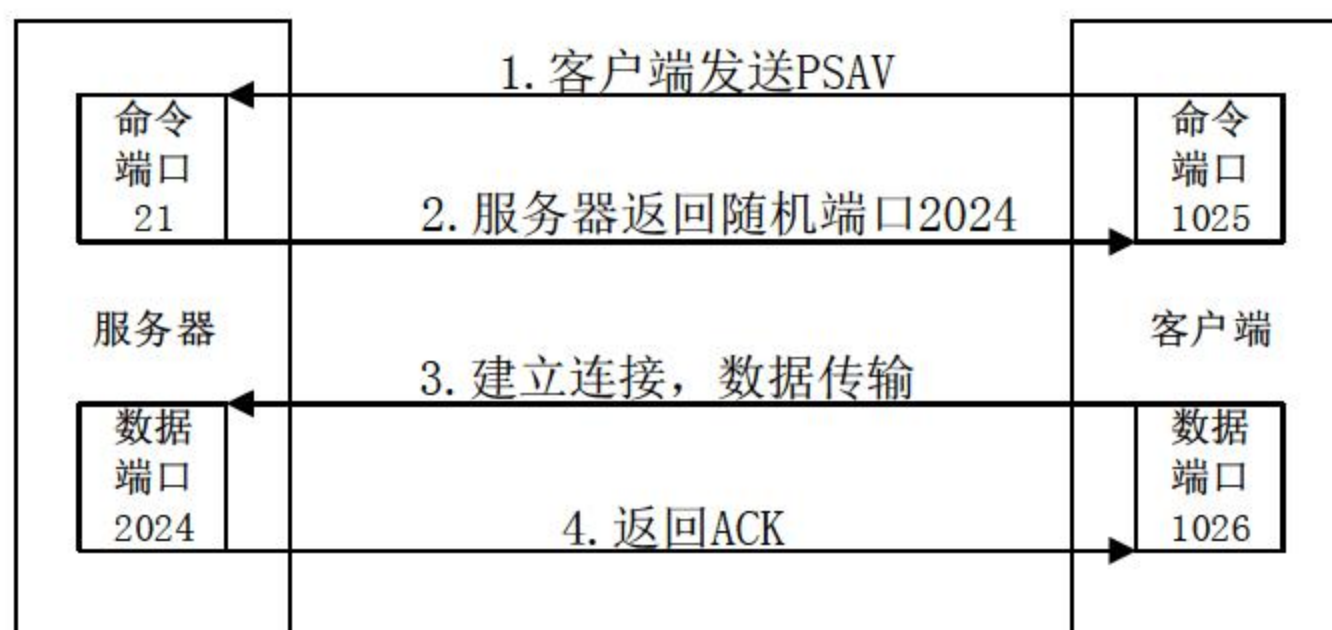 1.客户端发送PSAV
命令
端口
21
命令
端口
1025
2.服务器返回随机端口2024
服务器
客户端
3.建立连接，数据传输
数据
端口
2024
数据
端口
1026
4.返回ACK